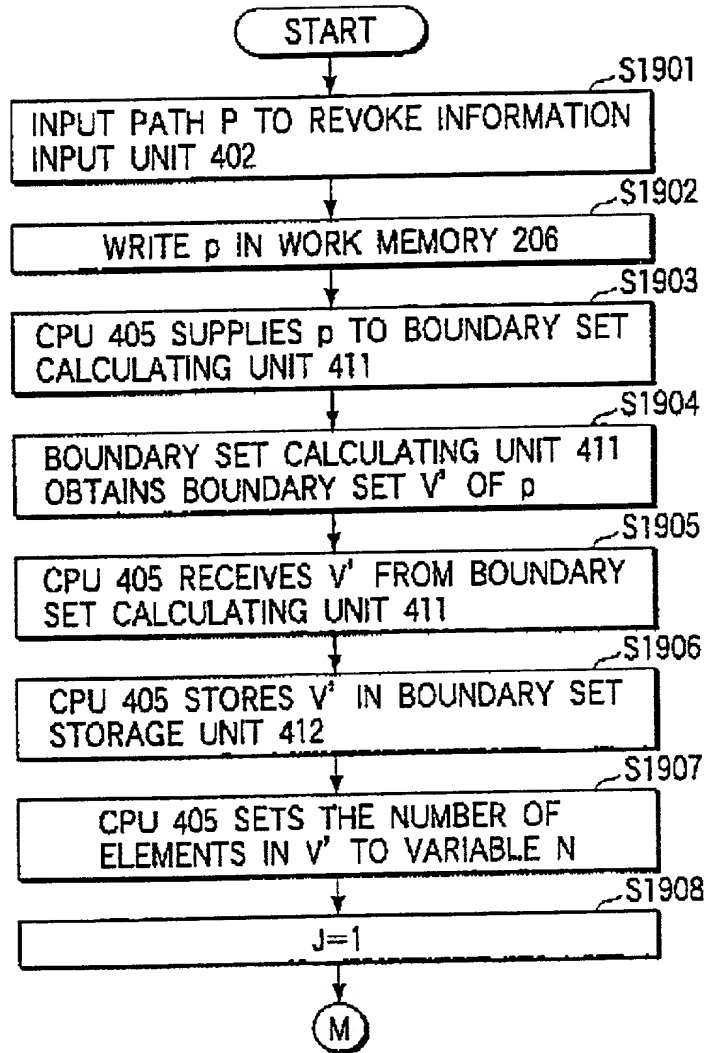 START
S1901
INPUT PATH P TO REVOKE INFORMATION
INPUT UNIT 402
S1902
WRITE p IN WORK MEMORY 206
S1903
CPU 405 SUPPLIES p TO BOUNDARY SET
CALCULATING UNIT 411
S1904
BOUNDARY SET CALCULATING UNIT 411
OBTAINS BOUNDARY SET V' OF p
S1905
CPU 405 RECEIVES V' FROM BOUNDARY
SET CALCULATING UNIT 411
S1906
CPU 405 STORES V' IN BOUNDARY SET
STORAGE UNIT 412
S1907
CPU 405 SETS THE NUMBER OF
ELEMENTS IN V' TO VARIABLE N
S1908
J=1
M